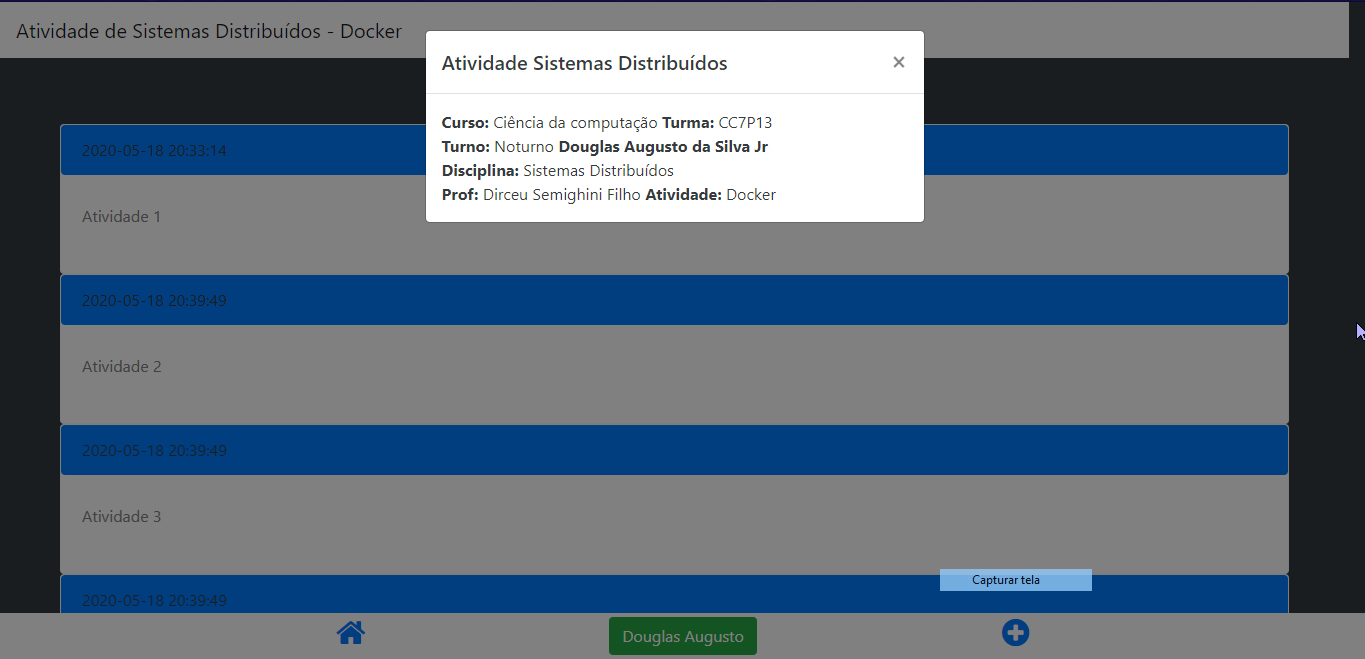 Atividade de Sistemas Distribuídos - Docker
Atividade Sistemas Distribuídos
×
Curso: Ciência da computação Turma: CC7P13
Turno: Noturno Douglas Augusto da Silva Jr
Disciplina: Sistemas Distribuídos
Prof: Dirceu Semighini Filho Atividade: Docker
2020-05-18 20:33:14
Atividade 1
2020-05-18 20:39:49
Atividade 2
2020-05-18 20:39:49
Atividade 3
2020-05-18 20:39:49
Capturar tela
Douglas Augusto